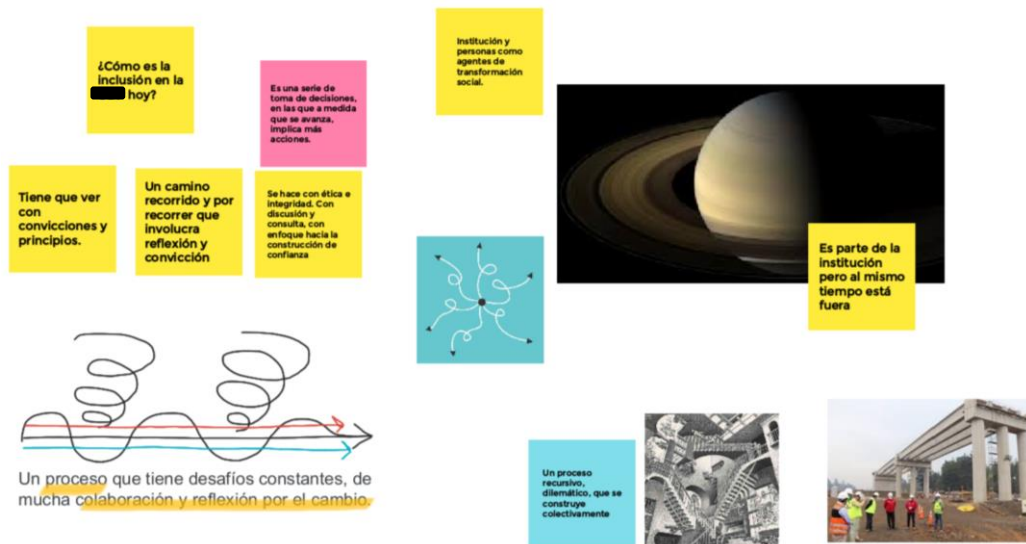 ¿Cómo es la
inclusión en la
hoy?
Es una serie de
toma de decisiones,
en las que a medida
que se avanza,
implica más
acciones.
Tiene que ver
con
convicciones y
principios.
Un camino
recorrido y por
recorrer que
involucra
reflexión y
convicción
Se hace con ética e
integridad. Con
discusión y
consulta, con
enfoque hacia la
construcción de
confianza
Institución y
personas como
agentes de
transformación
social.
Es parte de la
institución
pero al mismo
tiempo está
fuera
Un proceso que tiene desafíos constantes, de
mucha colaboración y reflexión por el cambio.
Un proceso
recursivo,
dilemático, que se
construye
colectivamente